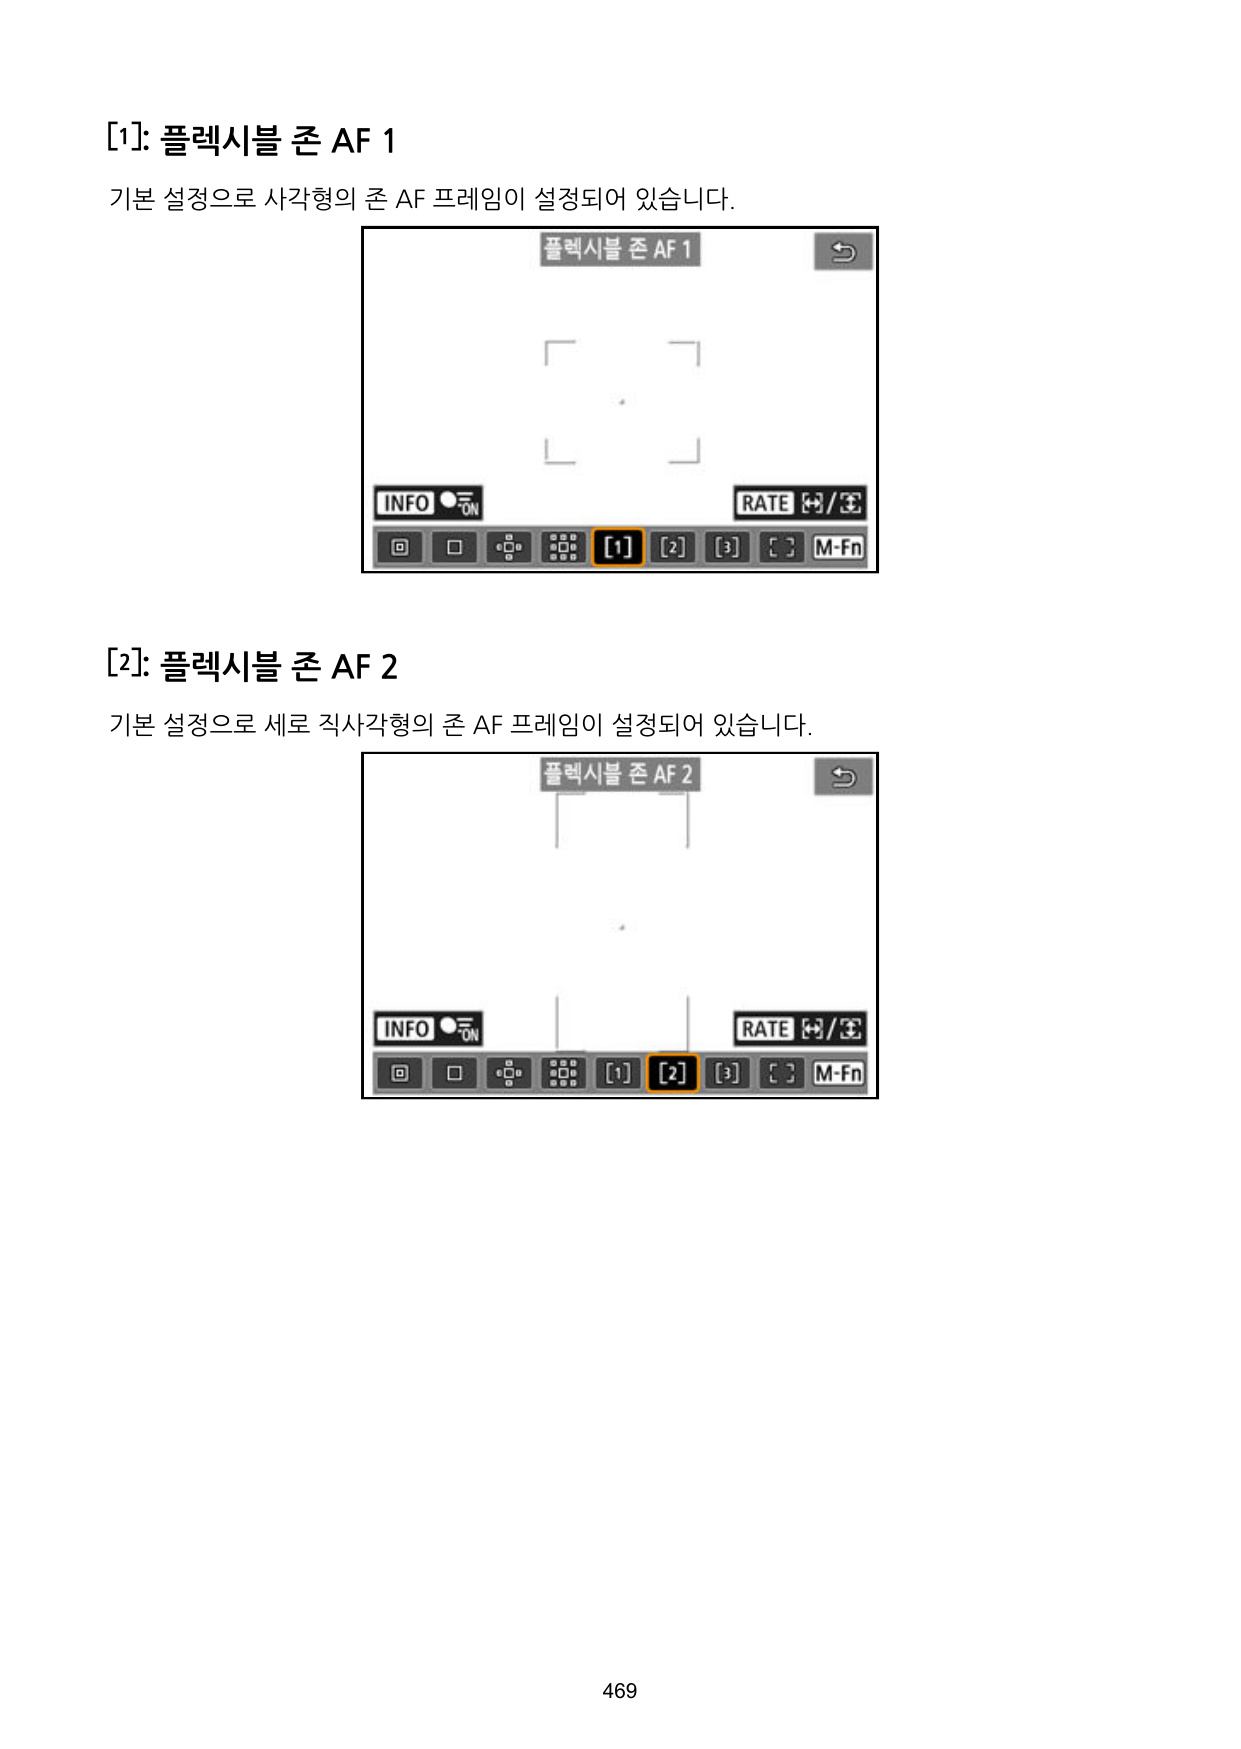 [1]: 플렉시블 존 AF 1
기본 설정으로 사각형의 존 AF 프레임이 설정되어 있습니다.
플렉시블 존 AF 1
INFO ON RATE /
[1] [2] [3] M-Fn
[2]: 플렉시블 존 AF 2
기본 설정으로 세로 직사각형의 존 AF 프레임이 설정되어 있습니다.
플렉시블 존 AF 2
INFO ON RATE /
[1] [2] [3] M-Fn
469